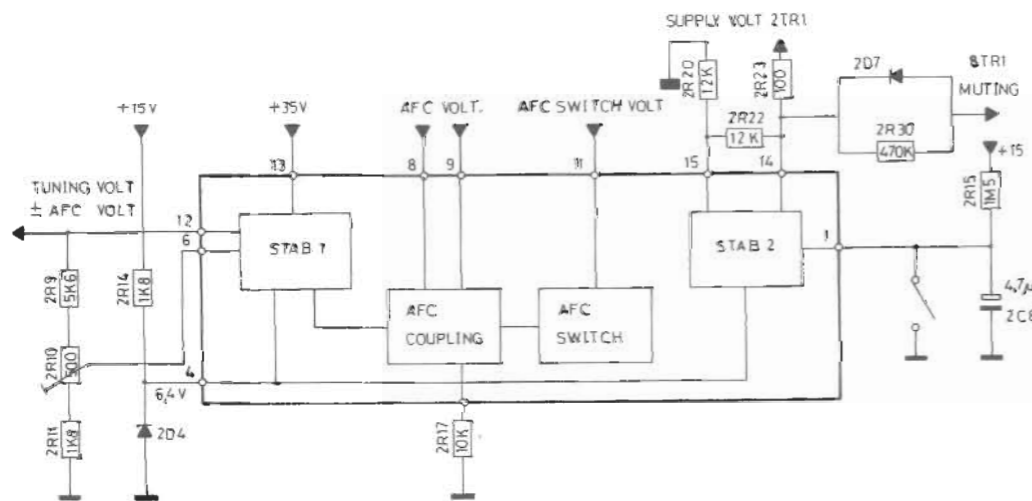 SUPPLY VOLT 2TR1
2R20
12K
2R23
100
2D7
8TR1
MUTING
+15V
+35V
AFC VOLT.
AFC SWITCH VOLT
2R22
12K
2R30
470K
+15
13
8
9
11
15
14
2R15
1M5
TUNING VOLT
± AFC VOLT
12
6
STAB 1
STAB 2
1
2R9
5K6
2R14
1K8
AFC
COUPLING
AFC
SWITCH
4,7µ
2C8
2R10
500
4
6,4V
2R11
1K8
2D4
2R17
10K